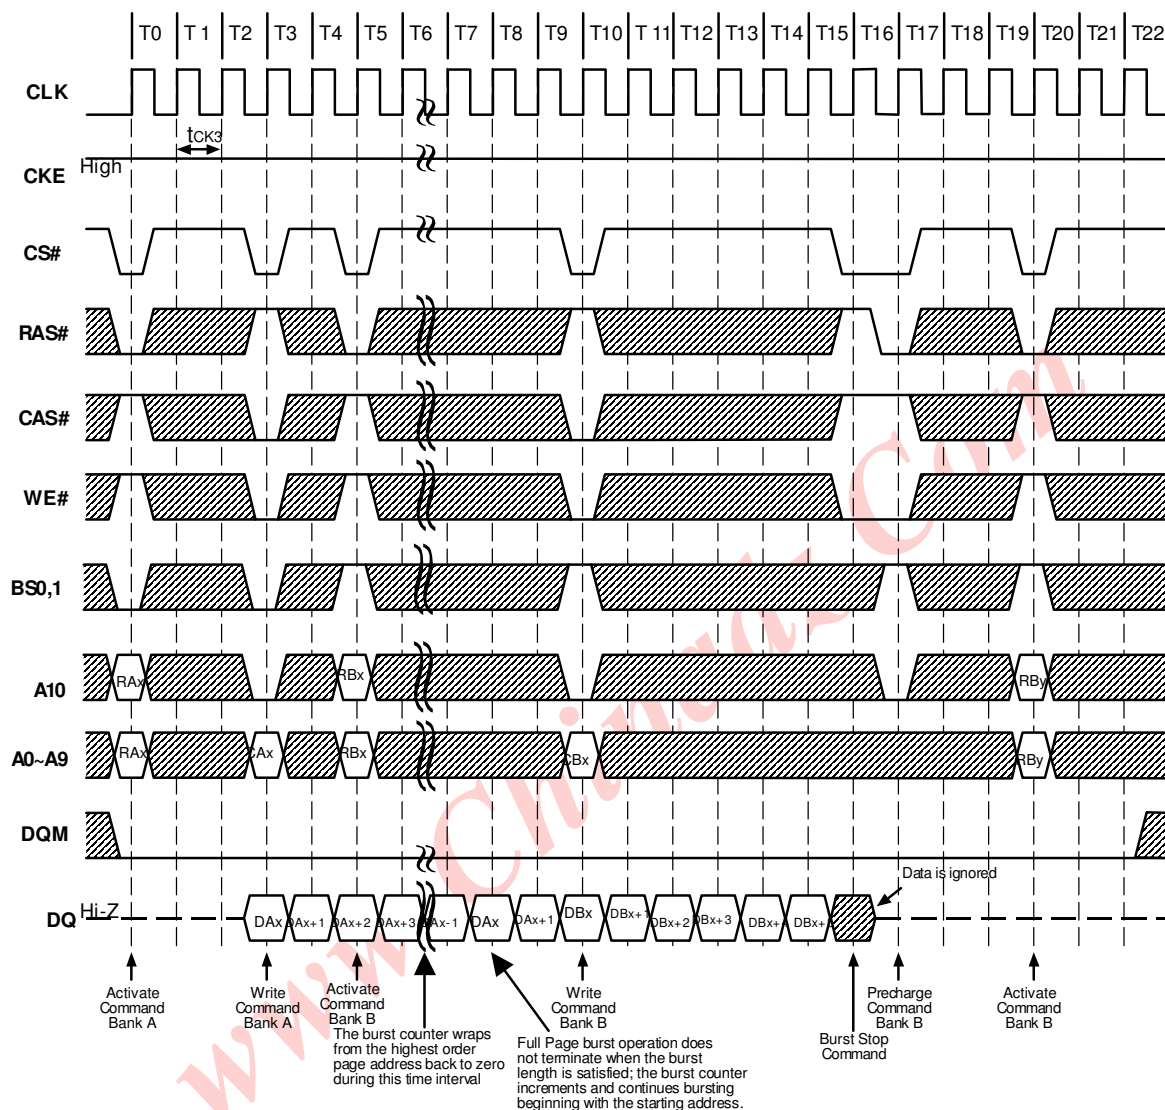 T0 T 1 T2 T3 T4 T5 T6 T7 T8 T9 T10 T 11 T12 T13 T14 T15 T16 T17 T18 T19 T20 T21 T22
CLK
tCK3
High
CKE
CS#
RAS#
CAS#
WE#
BS0,1
A10 RAx RBx RBy
A0~A9 RAx CAx RBx CBx RBy
DQM
Data is ignored
DQ Hi-Z DAx DAx+1 DAx+2 DAx+3 DAx-1 DAx DAx+1 DBx DBx+1 DBx+2 DBx+3 DBx+ DBx+
Activate
Command
Bank A
Write
Command
Bank A
Activate
Command
Bank B
The burst counter wraps
from the highest order
page address back to zero
during this time interval
Full Page burst operation does
not terminate when the burst
length is satisfied; the burst counter
increments and continues bursting
beginning with the starting address.
Write
Command
Bank B
Burst Stop
Command
Precharge
Command
Bank B
Activate
Command
Bank B